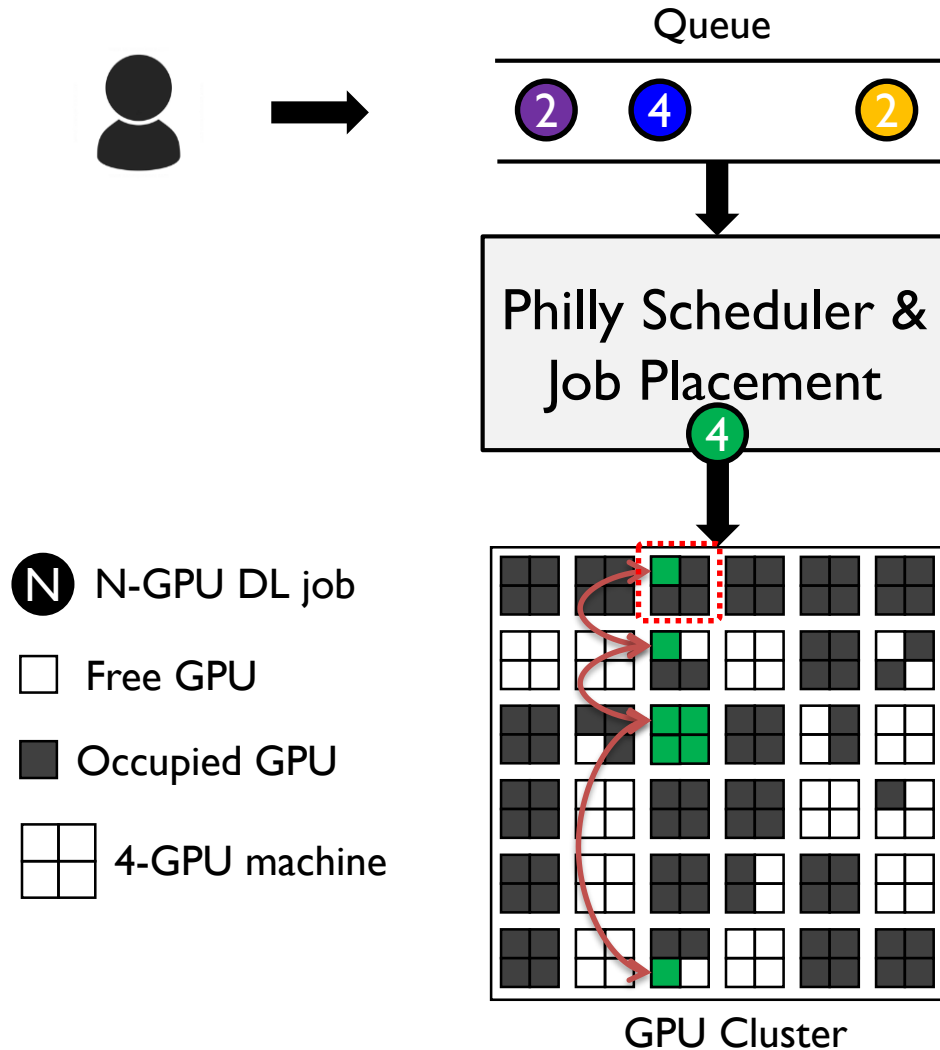 Queue
2 4 2
Philly Scheduler &
Job Placement
4
N N-GPU DL job
Free GPU
Occupied GPU
4-GPU machine
GPU Cluster